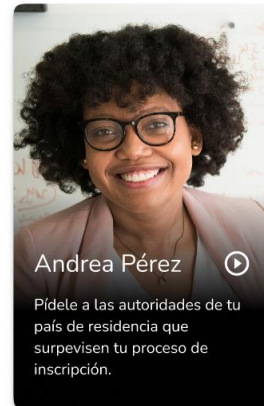 Andrea Pérez
Pídele a las autoridades de tu
país de residencia que
surpevisen tu proceso de
inscripción.